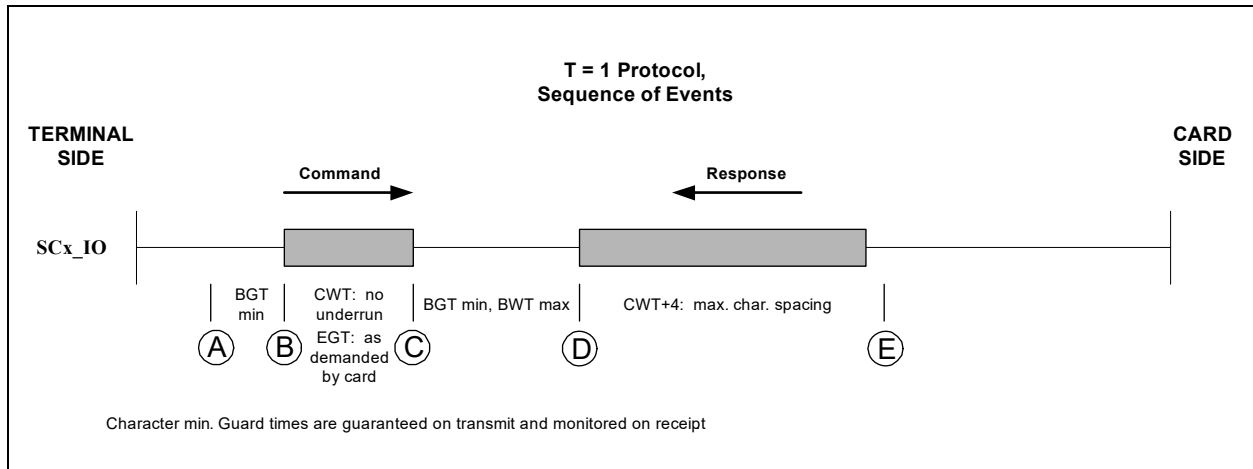 T = 1 Protocol,
Sequence of Events
TERMINAL
SIDE
CARD
SIDE
Command
Response
SCx_IO
BGT
min
CWT: no
underrun
EGT: as
demanded
by card
BGT min, BWT max
CWT+4: max. char. spacing
A
B
C
D
E
Character min. Guard times are guaranteed on transmit and monitored on receipt